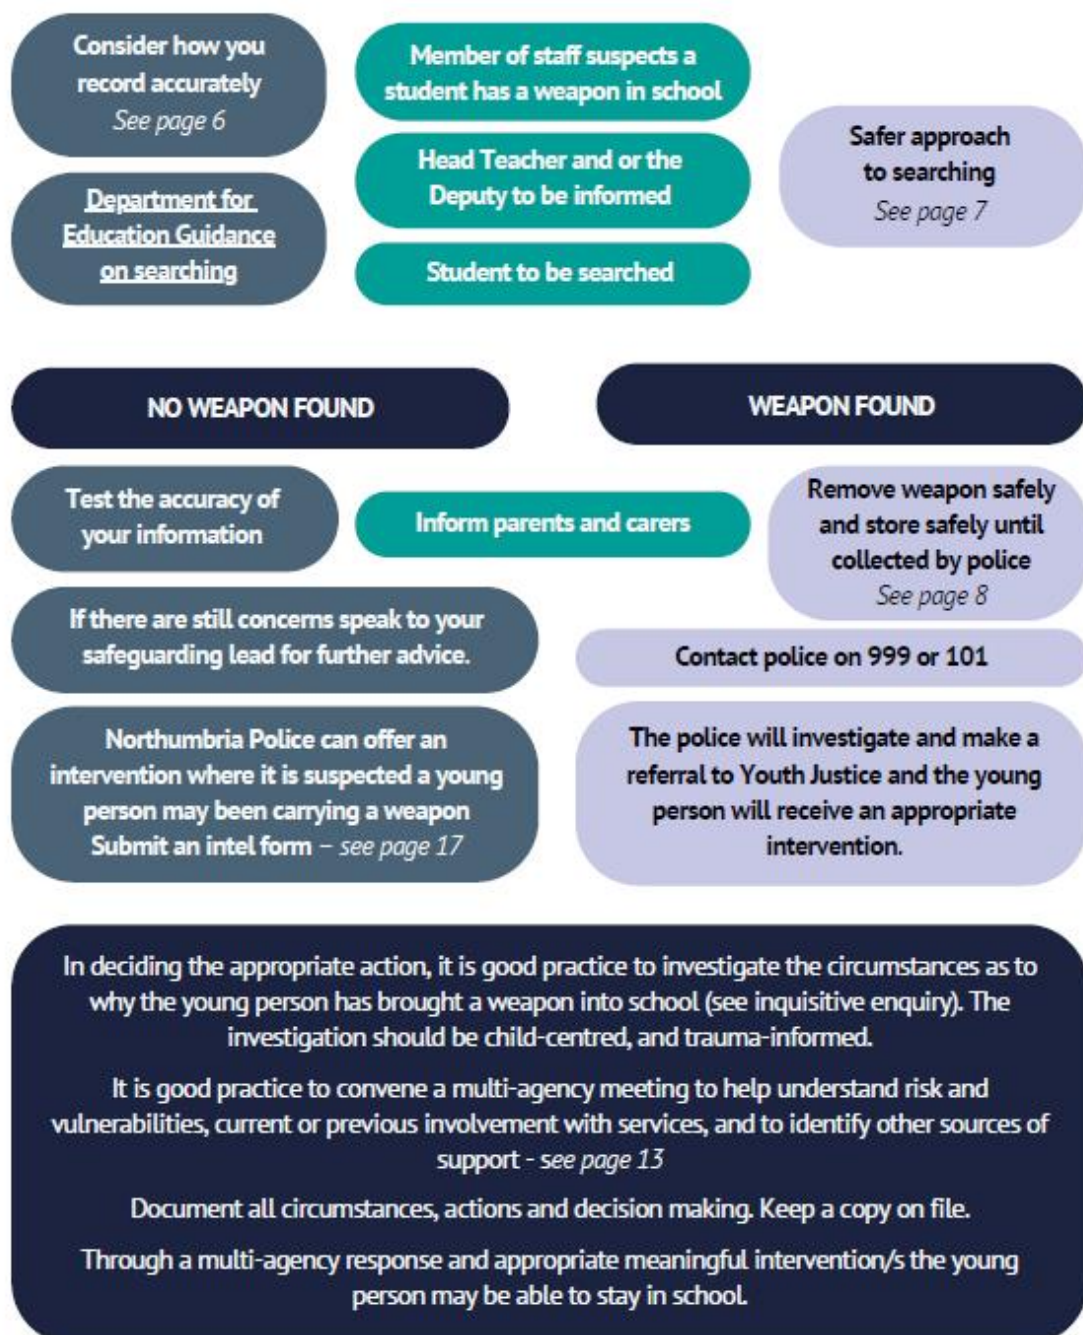 Consider how you
record accurately
See page 6
Department for
Education Guidance
on searching
Member of staff suspects a
student has a weapon in school
Head Teacher and or the
Deputy to be informed
Student to be searched
Safer approach
to searching
See page 7
NO WEAPON FOUND
WEAPON FOUND
Test the accuracy of
your information
Inform parents and carers
Remove weapon safely
and store safely until
collected by police
See page 8
If there are still concerns speak to your
safeguarding lead for further advice.
Contact police on 999 or 101
Northumbria Police can offer an
intervention where it is suspected a young
person may been carrying a weapon
Submit an intel form – see page 17
The police will investigate and make a
referral to Youth Justice and the young
person will receive an appropriate
intervention.
In deciding the appropriate action, it is good practice to investigate the circumstances as to
why the young person has brought a weapon into school (see inquisitive enquiry). The
investigation should be child-centred, and trauma-informed.
It is good practice to convene a multi-agency meeting to help understand risk and
vulnerabilities, current or previous involvement with services, and to identify other sources of
support - see page 13
Document all circumstances, actions and decision making. Keep a copy on file.
Through a multi-agency response and appropriate meaningful intervention/s the young
person may be able to stay in school.